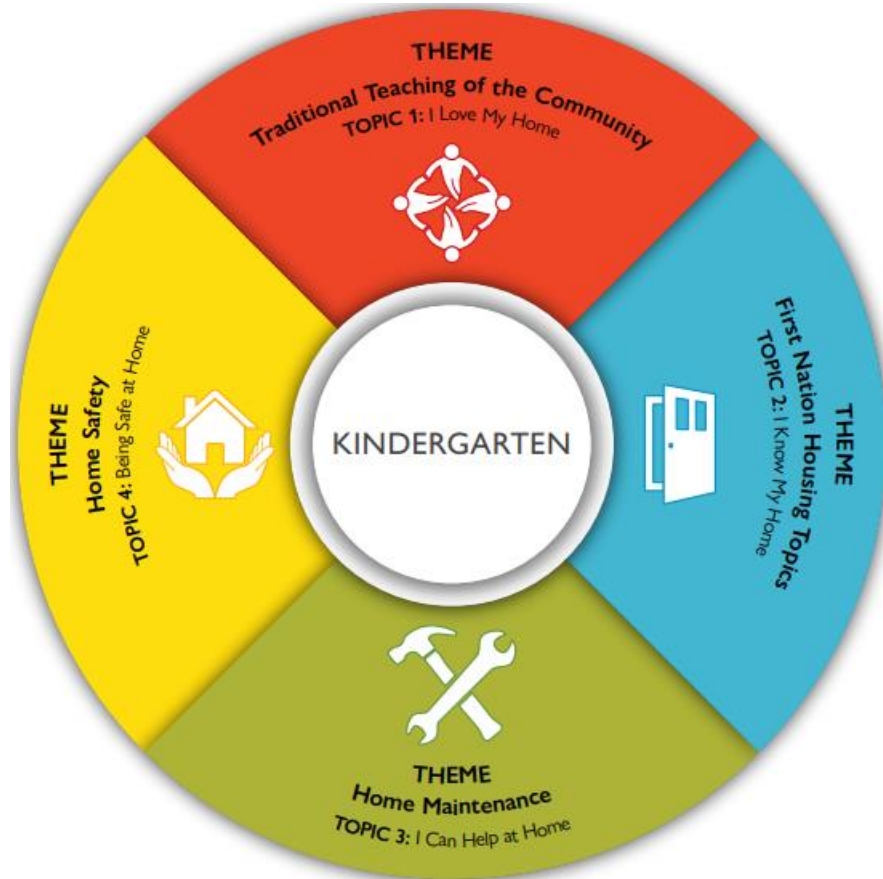 THEME
Traditional Teaching of the Community
TOPIC 1: I Love My Home
THEME
First Nation Housing Topics
TOPIC 2: I Know My Home
THEME
Home Maintenance
TOPIC 3: I Can Help at Home
THEME
Home Safety
TOPIC 4: Being Safe at Home
KINDERGARTEN